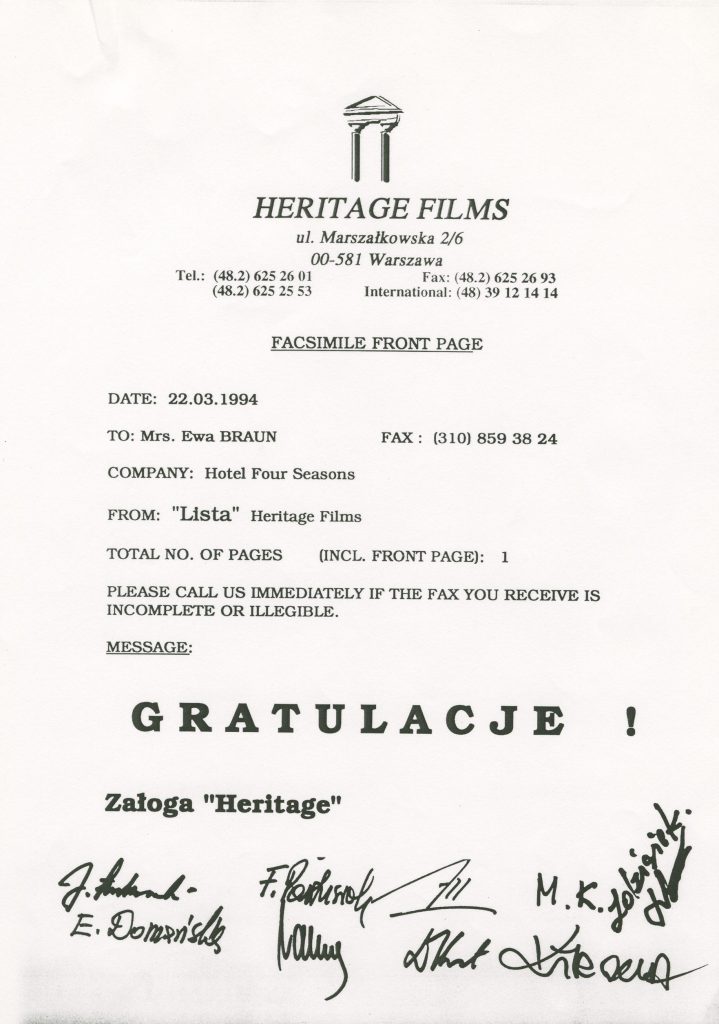 HERITAGE FILMS
ul. Marszałkowska 2/6
00-581 Warszawa
Tel.: (48.2) 625 26 01 Fax: (48.2) 625 26 93
(48.2) 625 25 53 International: (48) 39 12 14 14
FACSIMILE FRONT PAGE
DATE: 22.03.1994
TO: Mrs. Ewa BRAUN FAX : (310) 859 38 24
COMPANY: Hotel Four Seasons
FROM: "Lista" Heritage Films
TOTAL NO. OF PAGES (INCL. FRONT PAGE): 1
PLEASE CALL US IMMEDIATELY IF THE FAX YOU RECEIVE IS
INCOMPLETE OR ILLEGIBLE.
MESSAGE:
GRATULACJE !
Załoga "Heritage"
J. F. M. K.
E. Domańska